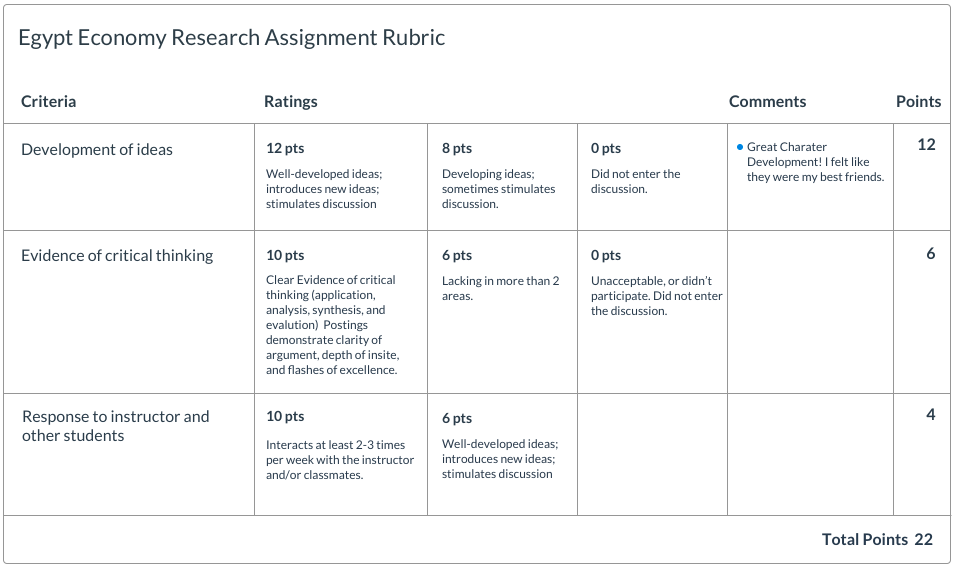 Egypt Economy Research Assignment Rubric
Criteria
Ratings
Comments
Points
Development of ideas
12 pts
Well-developed ideas;
introduces new ideas;
stimulates discussion
8 pts
Developing ideas;
sometimes stimulates
discussion.
0 pts
Did not enter the
discussion.
Great Charater
Development! I felt like
they were my best friends.
12
Evidence of critical thinking
10 pts
Clear Evidence of critical
thinking (application,
analysis, synthesis, and
evalution) Postings
demonstrate clarity of
argument, depth of insite,
and flashes of excellence.
6 pts
Lacking in more than 2
areas.
0 pts
Unacceptable, or didn't
participate. Did not enter
the discussion.
6
Response to instructor and
other students
10 pts
Interacts at least 2-3 times
per week with the instructor
and/or classmates.
6 pts
Well-developed ideas;
introduces new ideas;
stimulates discussion
4
Total Points 22